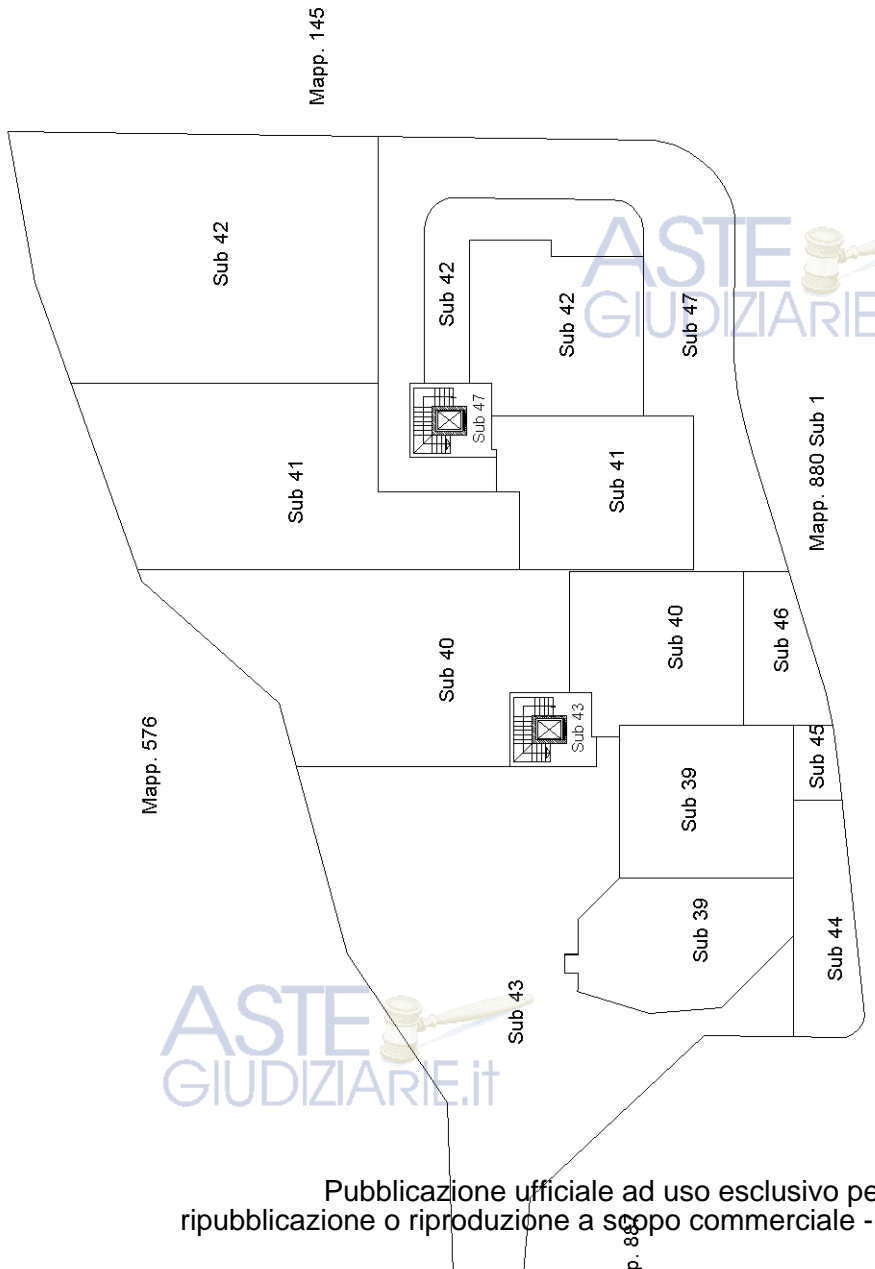 Mapp. 145
Sub 42
Sub 42
Sub 42
Sub 47
ASTE
GIUDIZIARIE
Sub 47
Sub 41
Sub 41
Mapp. 880 Sub 1
Sub 40
Sub 40
Sub 46
Mapp. 576
Sub 43
Sub 45
Sub 39
Sub 39
Sub 44
Sub 43
ASTE
GIUDIZIARIE.it
Pubblicazione ufficiale ad uso esclusivo pe
ripubblicazione o riproduzione a scopo commerciale -